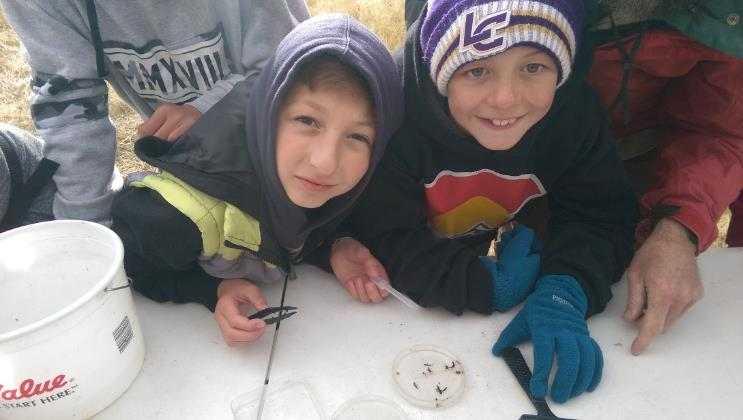 MMXVIII
LC
Value
START HERE